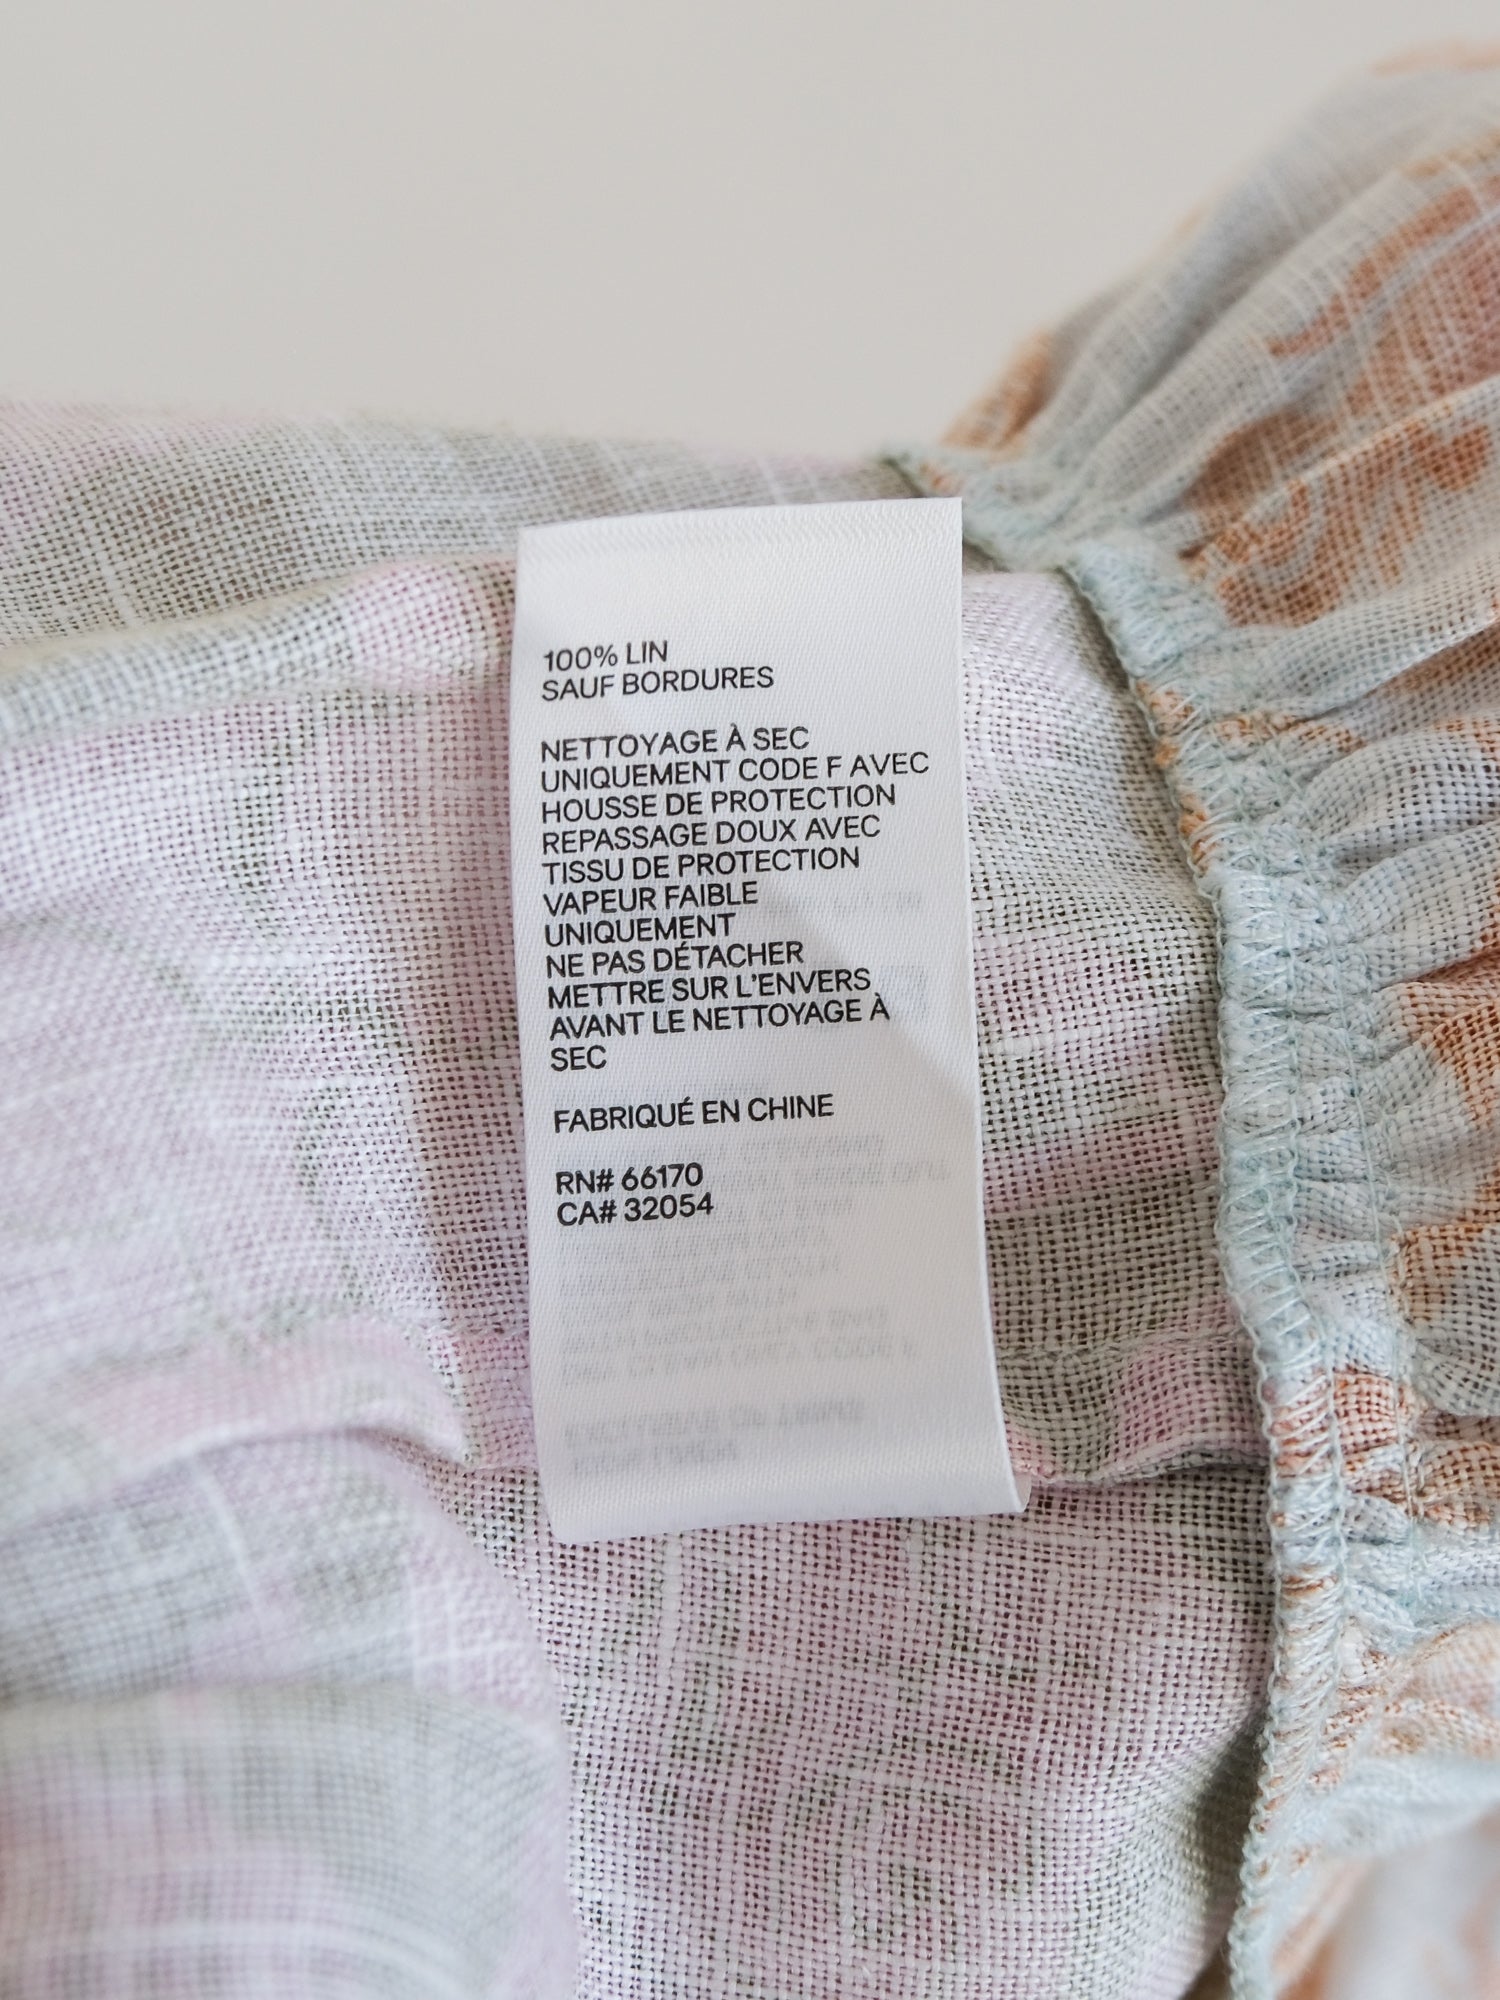 100% LIN
SAUF BORDURES
NETTOYAGE À SEC
UNIQUEMENT CODE F AVEC
HOUSSE DE PROTECTION
REPASSAGE DOUX AVEC
TISSU DE PROTECTION
VAPEUR FAIBLE
UNIQUEMENT
NE PAS DÉTACHER
METTRE SUR L'ENVERS
AVANT LE NETTOYAGE À
SEC
FABRIQUÉ EN CHINE
RN# 66170
CA# 32054